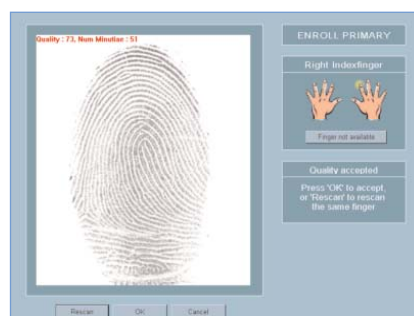 Quality : 73, Num Minutiae : 51
ENROLL PRIMARY
Right Indexfinger
Finger not available
Quality accepted
Press 'OK' to accept,
or 'Rescan' to rescan
the same finger
Rescan
OK
Cancel